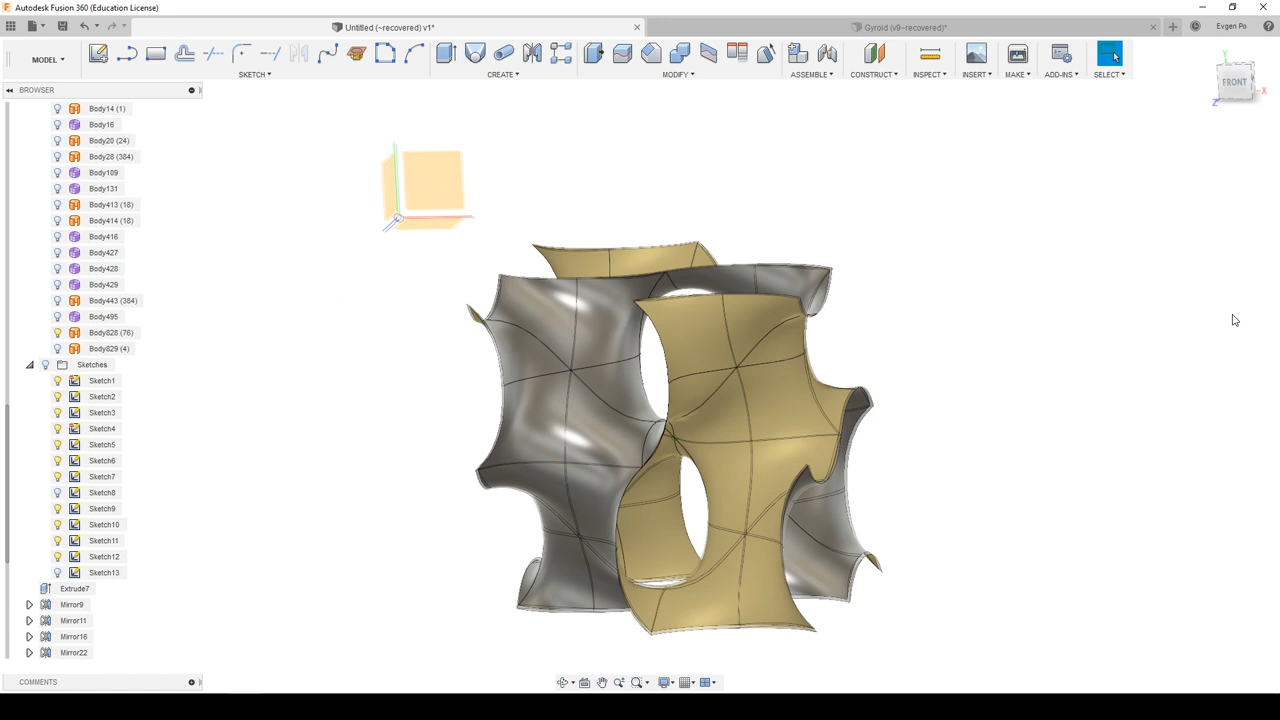 Autodesk Fusion 360 (Education License)
Untitled (~recovered) v1*
Gyroid (v9~recovered)*
Evgen Po
MODEL
SKETCH
CREATE
MODIFY
ASSEMBLE
CONSTRUCT
INSPECT
INSERT
MAKE
ADD-INS
SELECT
BROWSER
Y
FRONT
X
Z
Body14 (1)
Body16
Body20 (24)
Body28 (384)
Body109
Body131
Body413 (18)
Body414 (18)
Body416
Body427
Body428
Body429
Body443 (384)
Body495
Body828 (76)
Body829 (4)
Sketches
Sketch1
Sketch2
Sketch3
Sketch4
Sketch5
Sketch6
Sketch7
Sketch8
Sketch9
Sketch10
Sketch11
Sketch12
Sketch13
Extrude7
Mirror9
Mirror11
Mirror16
Mirror22
COMMENTS